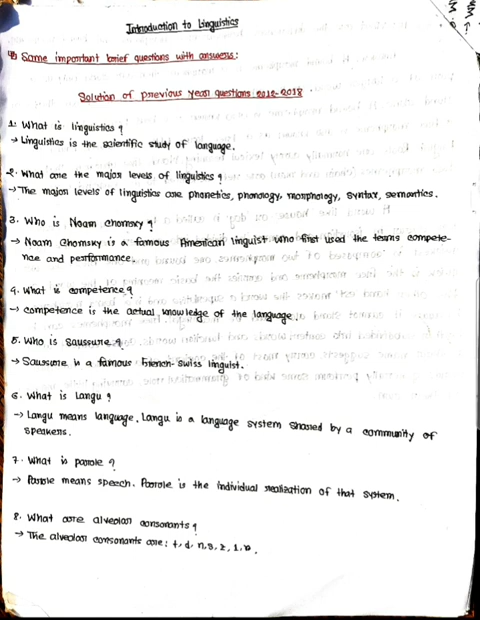 Introduction to Linguistics
Some important brief questions with answers:
Solution of previous year questions 2012-2018
1. What is linguistics?
→ Linguistics is the scientific study of language.
2. What are the major levels of linguistics?
→ The major levels of linguistics are phonetics, phonology, morphology, syntax, semantics.
3. Who is Noam Chomsky?
→ Noam Chomsky is a famous American linguist who first used the terms compete-
nce and performance.
4. What is competence?
→ competence is the actual knowledge of the language.
5. Who is Saussure?
→ Saussure is a famous French-Swiss linguist.
6. What is Langu?
→ Langu means language. Langu is a language system shared by a community of
speakers.
7. What is parole?
→ Parole means speech. Parole is the individual realization of that system.
8. What are alveolar consonants?
→ The alveolar consonants are: t, d, n, s, z, l, r.